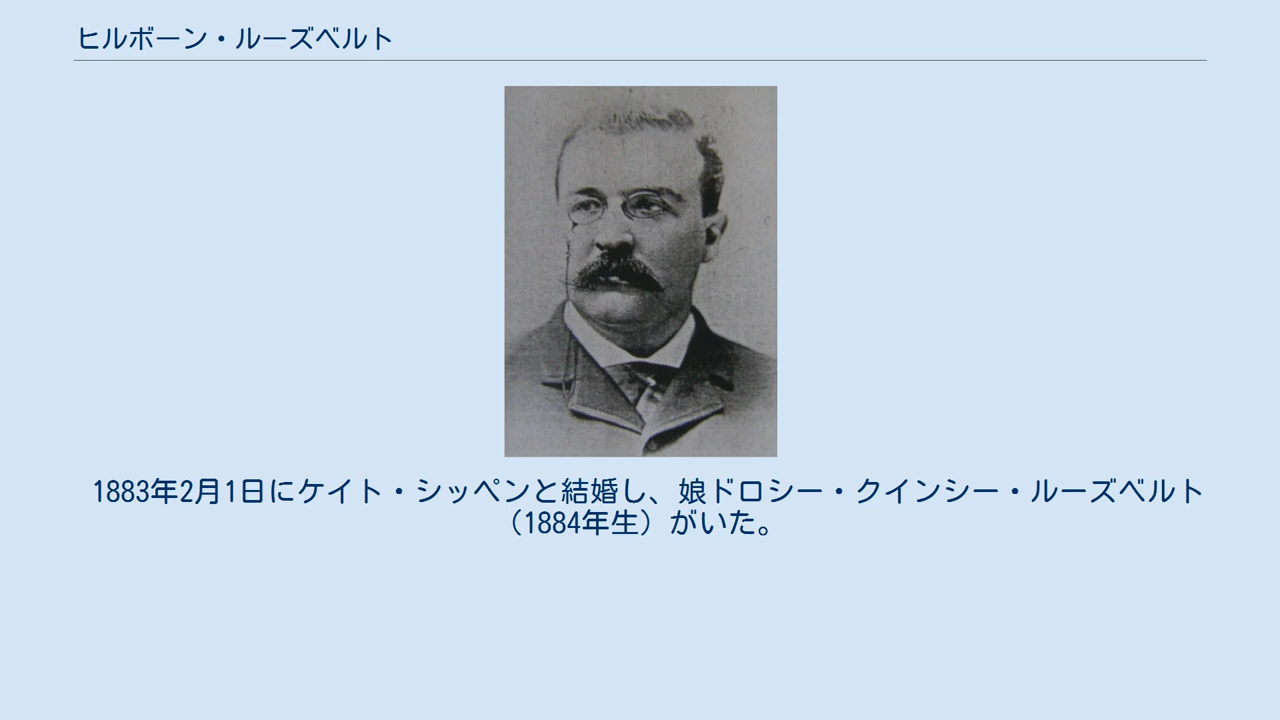 ヒルボーン・ルーズベルト
1883年2月1日にケイト・シッペンと結婚し、娘ドロシー・クインシー・ルーズベルト
（1884年生）がいた。